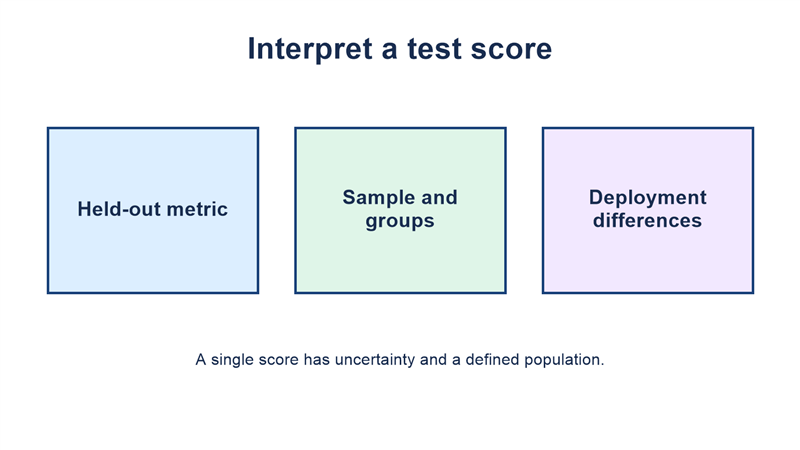 Interpret a test score
Held-out metric
Sample and
groups
Deployment
differences
A single score has uncertainty and a defined population.